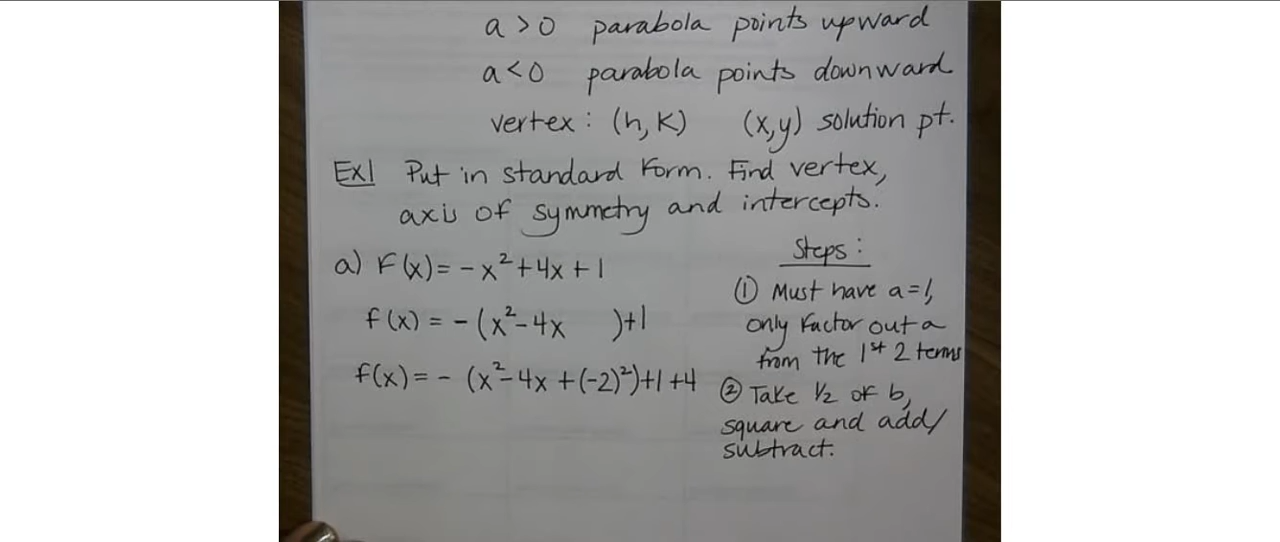 a > 0 parabola points upward
a < 0 parabola points downward
vertex: (h, K) (x,y) solution pt.
Ex1 Put in standard form. Find vertex,
axis of symmetry and intercepts.
a) F(x) = -x² + 4x + 1
f(x) = - (x² - 4x )+1
f(x) = - (x² - 4x + (-2)²)+1 +4
Steps:
① Must have a=1,
only factor out a
from the 1st 2 terms
② Take 1/2 of b,
square and add/
subtract.